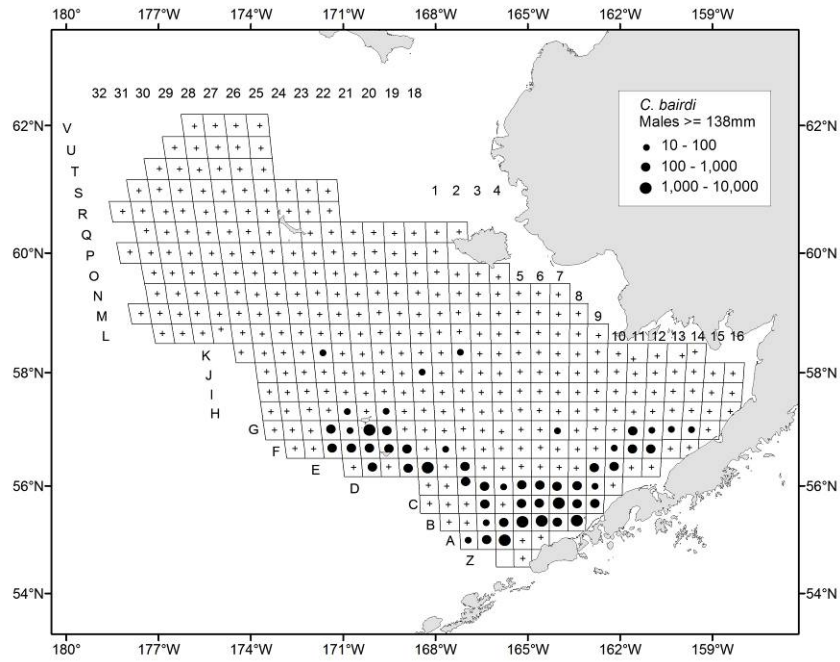 180° 177°W 174°W 171°W 168°W 165°W 162°W 159°W
32 31 30 29 28 27 26 25 24 23 22 21 20 19 18
C. bairdi
Males >= 138mm
10 - 100
100 - 1,000
1,000 - 10,000
62°N 62°N
V
U
T
S
1 2 3 4
R
Q
60°N 60°N
P
O
5 6 7
N
8
M
9
L
10 11 12 13 14 15 16
K
58°N 58°N
J
I
H
G
F
E
56°N 56°N
D
C
B
A
Z
54°N 54°N
180° 177°W 174°W 171°W 168°W 165°W 162°W 159°W